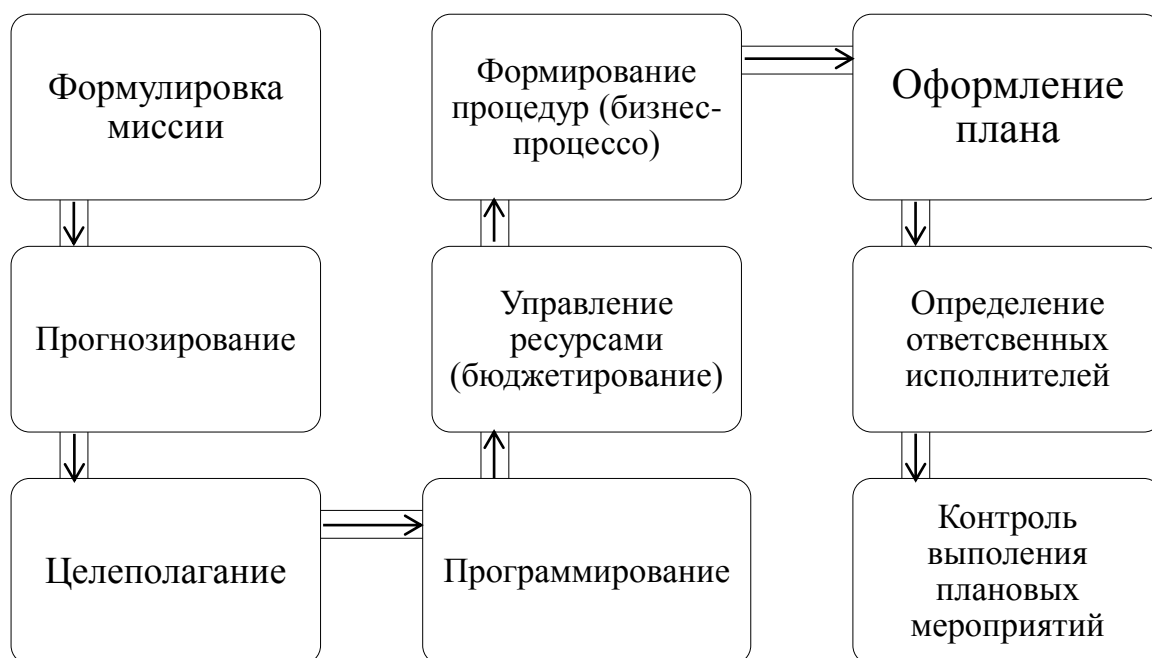 Формулировка
миссии
Прогнозирование
Целеполагание
Программирование
Управление
ресурсами
(бюджетирование)
Формирование
процедур (бизнес-
процессо)
Оформление
плана
Определение
ответсвенных
исполнителей
Контроль
выполения
плановых
мероприятий